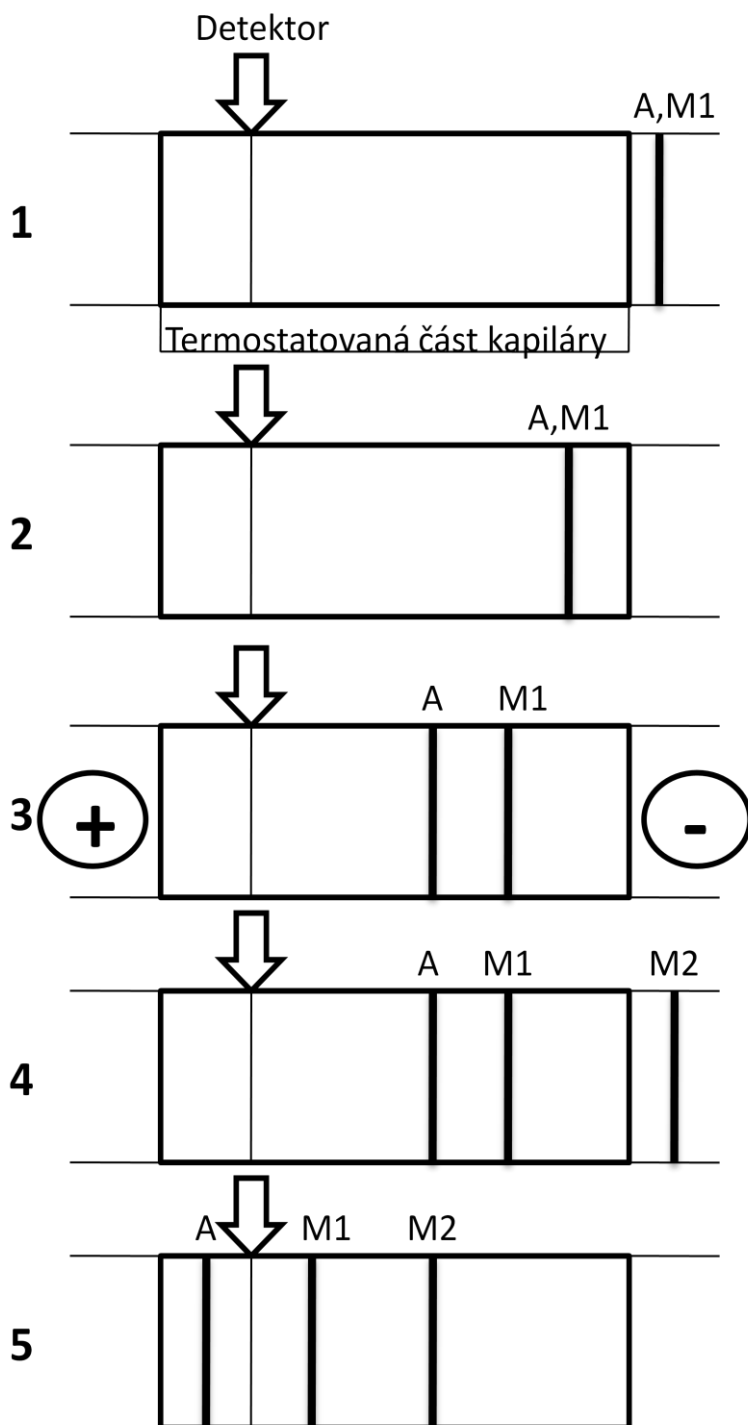 Detektor
A,M1
1
Termostatovaná část kapiláry
A,M1
2
A M1
3 + -
A M1 M2
4
A M1 M2
5